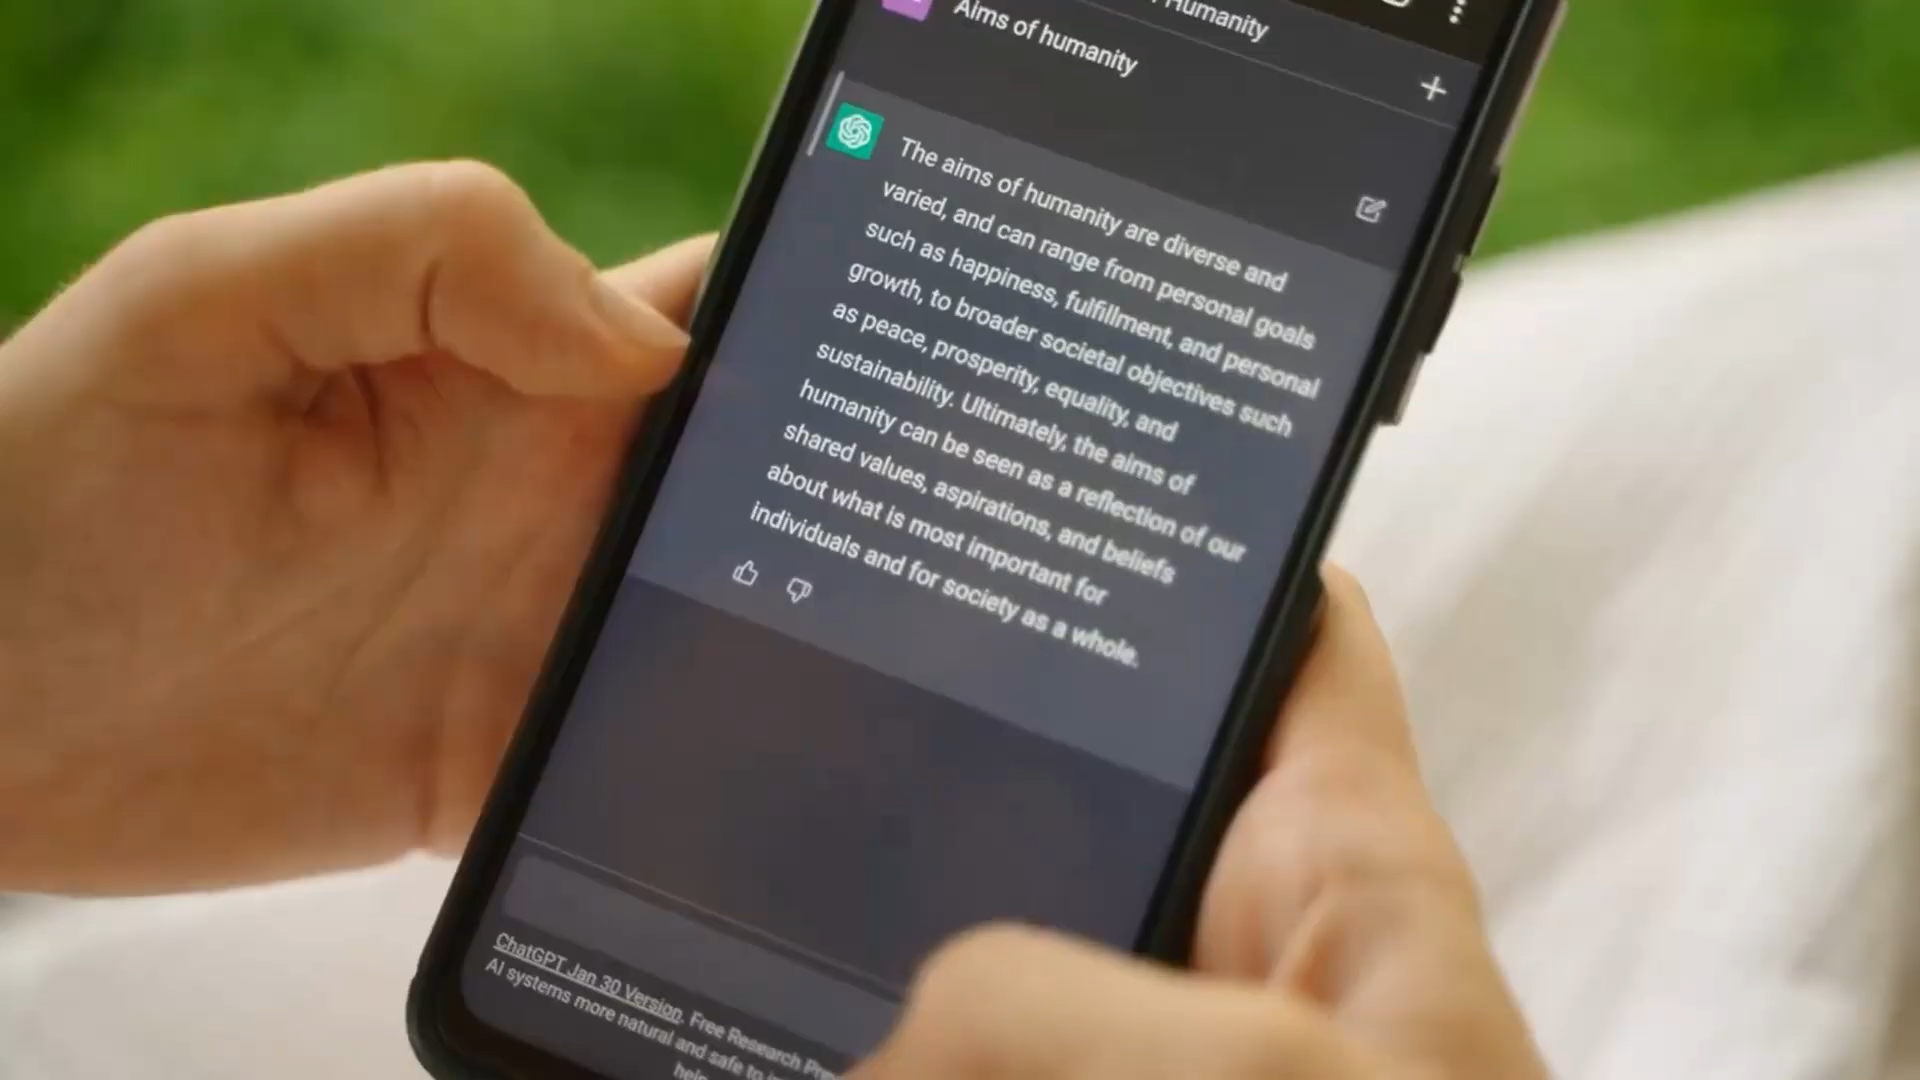 Humanity
Aims of humanity
The aims of humanity are diverse and
varied, and can range from personal goals
such as happiness, fulfillment, and personal
growth, to broader societal objectives such
as peace, prosperity, equality, and
sustainability. Ultimately, the aims of
humanity can be seen as a reflection of our
shared values, aspirations, and beliefs
about what is most important for
individuals and for society as a whole.
ChatGPT Jan 30 Version. Free Research
AI systems more natural and safe to